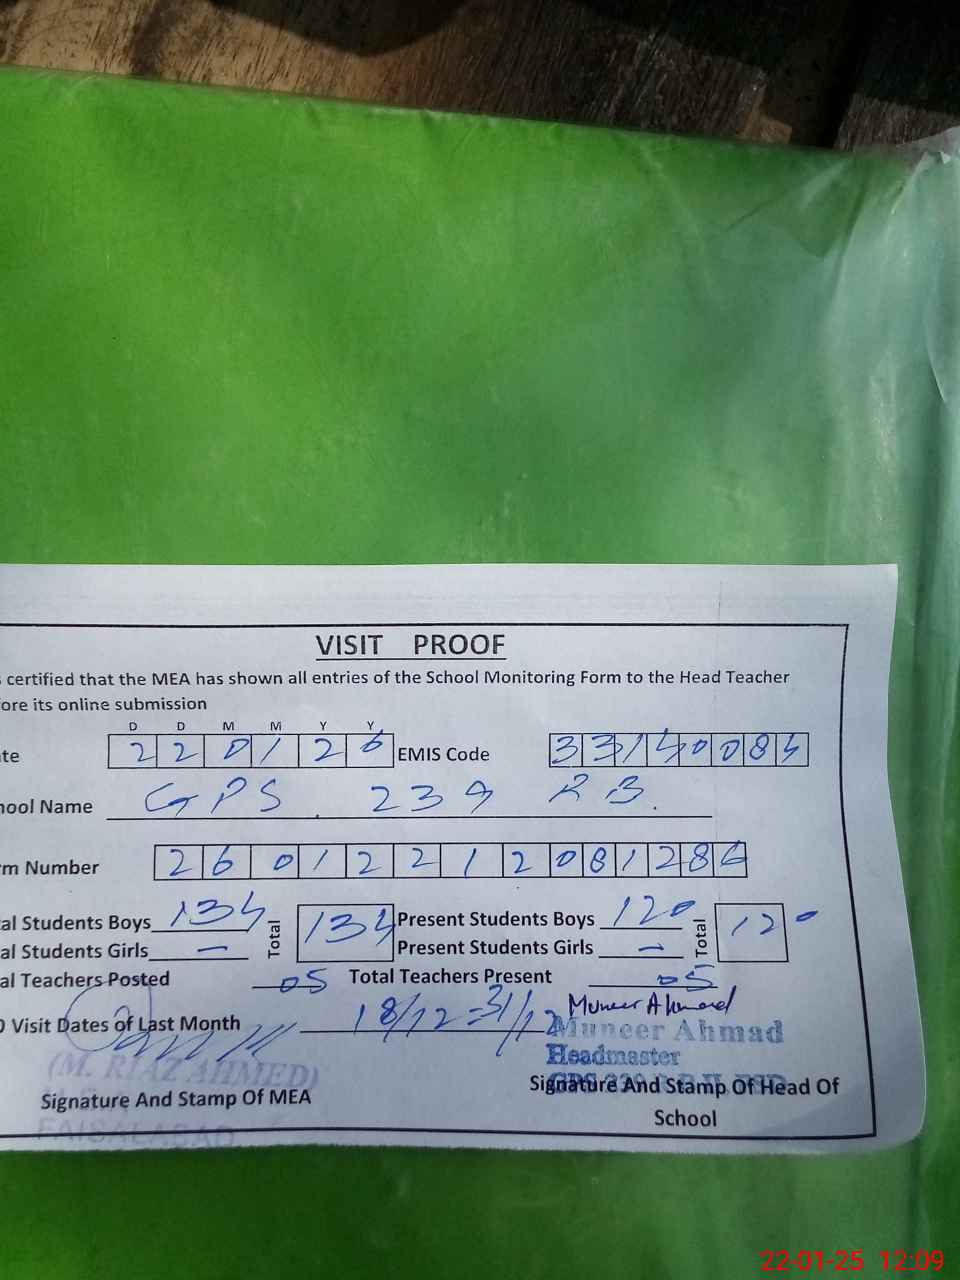 VISIT PROOF
certified that the MEA has shown all entries of the School Monitoring Form to the Head Teacher
ore its online submission
D D M M Y Y
te 2 2 0 1 2 6 EMIS Code 3 3 1 4 0 0 8 4
hool Name GPS 239 RB.
m Number 2 6 0 1 2 2 1 2 0 8 1 2 8 6
al Students Boys 134 Total 134 Present Students Boys 120 Total 120
al Students Girls - Present Students Girls -
al Teachers Posted 05 Total Teachers Present 05
Visit Dates of Last Month 18/12 = 31/12 Muneer Ahmad
Muneer Ahmad
Headmaster
(M. RIAZ AHMED)
Signature And Stamp Of MEA Signature And Stamp Of Head Of
School
FAISALABAD
22-01-25 12:09